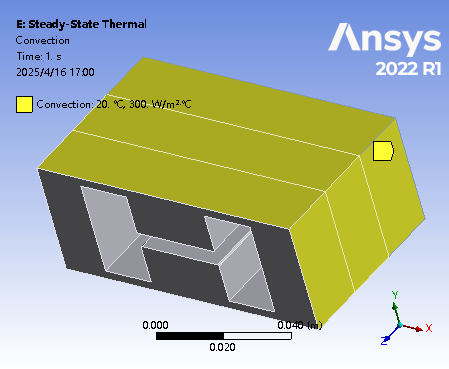 E: Steady-State Thermal
Convection
Time: 1. s
2025/4/16 17:00
Convection: 20. °C, 300. W/m²·°C
Ansys
2022 R1
0.000
0.040 (m)
0.020
Y
X
Z